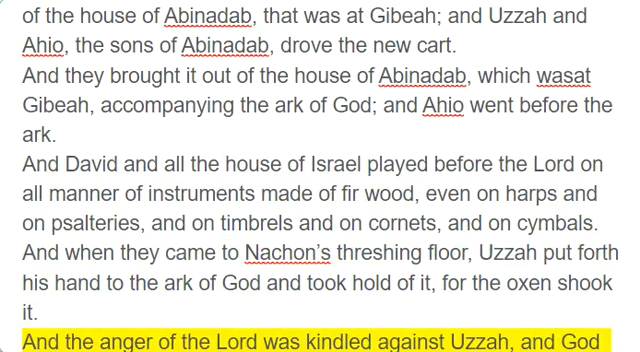 of the house of Abinadab, that was at Gibeah; and Uzzah and
Ahio, the sons of Abinadab, drove the new cart.
And they brought it out of the house of Abinadab, which wasat
Gibeah, accompanying the ark of God; and Ahio went before the
ark.
And David and all the house of Israel played before the Lord on
all manner of instruments made of fir wood, even on harps and
on psalteries, and on timbrels and on cornets, and on cymbals.
And when they came to Nachon’s threshing floor, Uzzah put forth
his hand to the ark of God and took hold of it, for the oxen shook
it.
And the anger of the Lord was kindled against Uzzah, and God